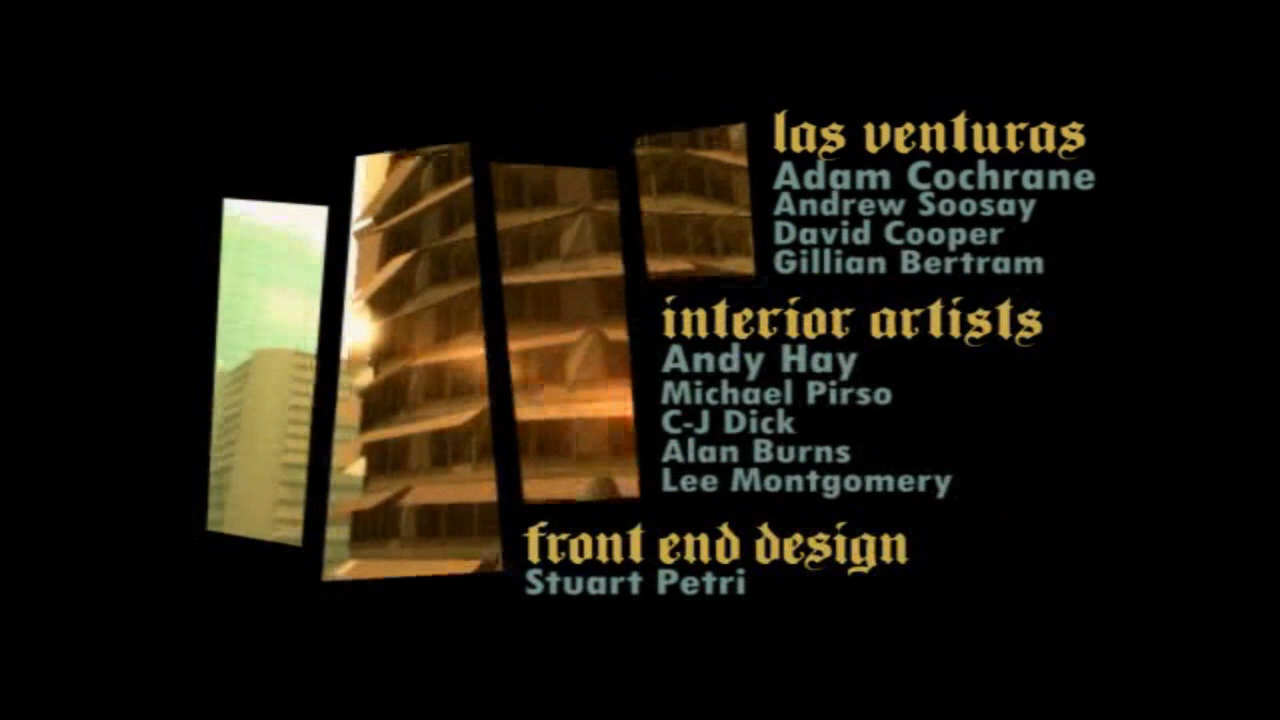 las venturas
Adam Cochrane
Andrew Soosay
David Cooper
Gillian Bertram
interior artists
Andy Hay
Michael Pirso
C-J Dick
Alan Burns
Lee Montgomery
front end design
Stuart Petri